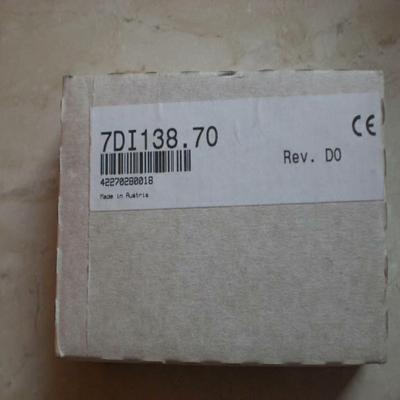 7DI138.70
CE
Rev. D0
42270280018
Made in Austria